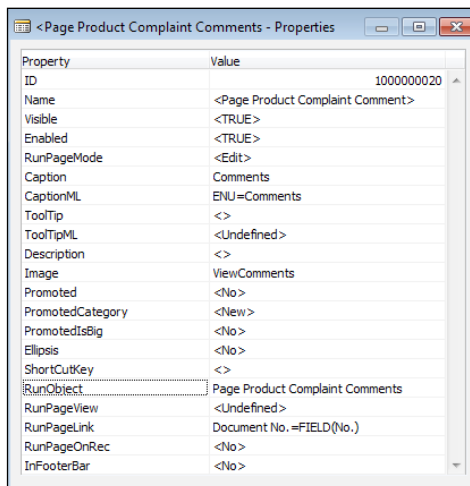 <Page Product Complaint Comments - Properties
Property Value
ID 1000000020
Name <Page Product Complaint Comment>
Visible <TRUE>
Enabled <TRUE>
RunPageMode <Edit>
Caption Comments
CaptionML ENU=Comments
ToolTip <>
ToolTipML <Undefined>
Description <>
Image ViewComments
Promoted <No>
PromotedCategory <New>
PromotedIsBig <No>
Ellipsis <No>
ShortCutKey <>
RunObject Page Product Complaint Comments
RunPageView <Undefined>
RunPageLink Document No.=FIELD(No.)
RunPageOnRec <No>
InFooterBar <No>